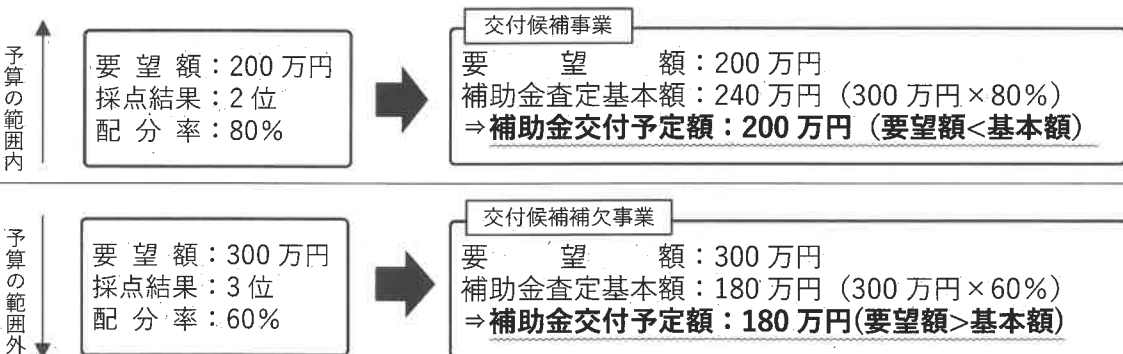 予算の範囲内
要望額：200万円
採点結果：2位
配分率：80%
交付候補事業
要望額：200万円
補助金査定基本額：240万円（300万円×80%）
⇒補助金交付予定額：200万円（要望額<基本額）
予算の範囲外
要望額：300万円
採点結果：3位
配分率：60%
交付候補補欠事業
要望額：300万円
補助金査定基本額：180万円（300万円×60%）
⇒補助金交付予定額：180万円(要望額>基本額)